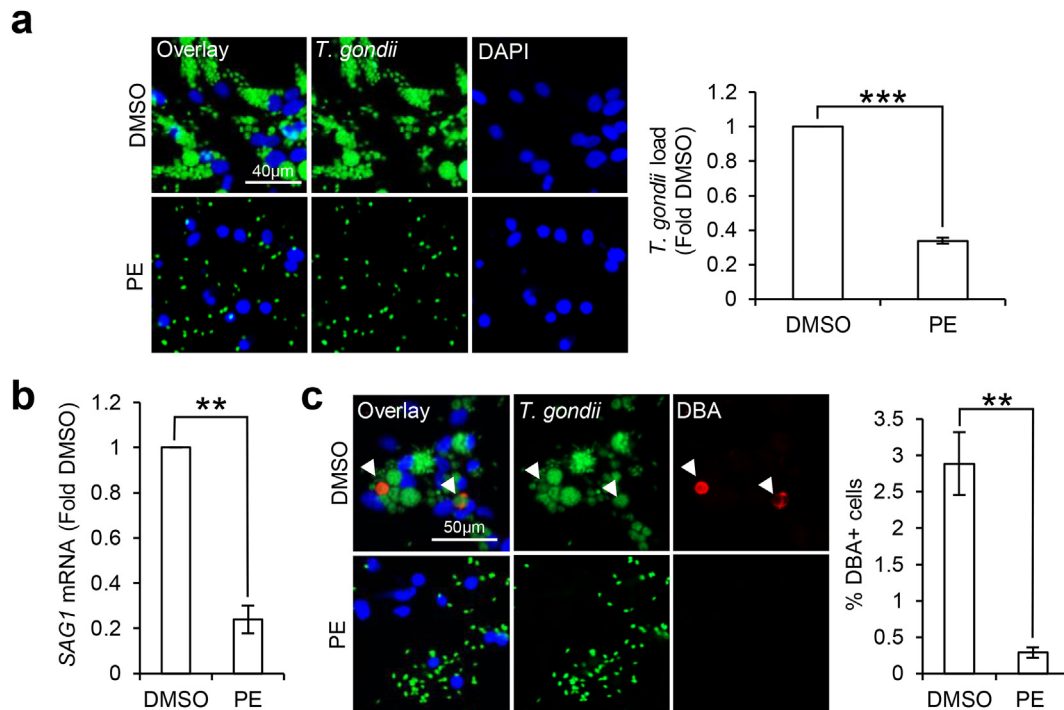 a
Overlay
T. gondii
DAPI
DMSO
40μm
PE
T. gondii load
(Fold DMSO)
1.2
1
0.8
0.6
0.4
0.2
0
***
DMSO
PE
b
SAG1 mRNA (Fold DMSO)
1.2
1
0.8
0.6
0.4
0.2
0
**
DMSO
PE
c
Overlay
T. gondii
DBA
DMSO
50μm
PE
% DBA+ cells
3.5
3
2.5
2
1.5
1
0.5
0
**
DMSO
PE